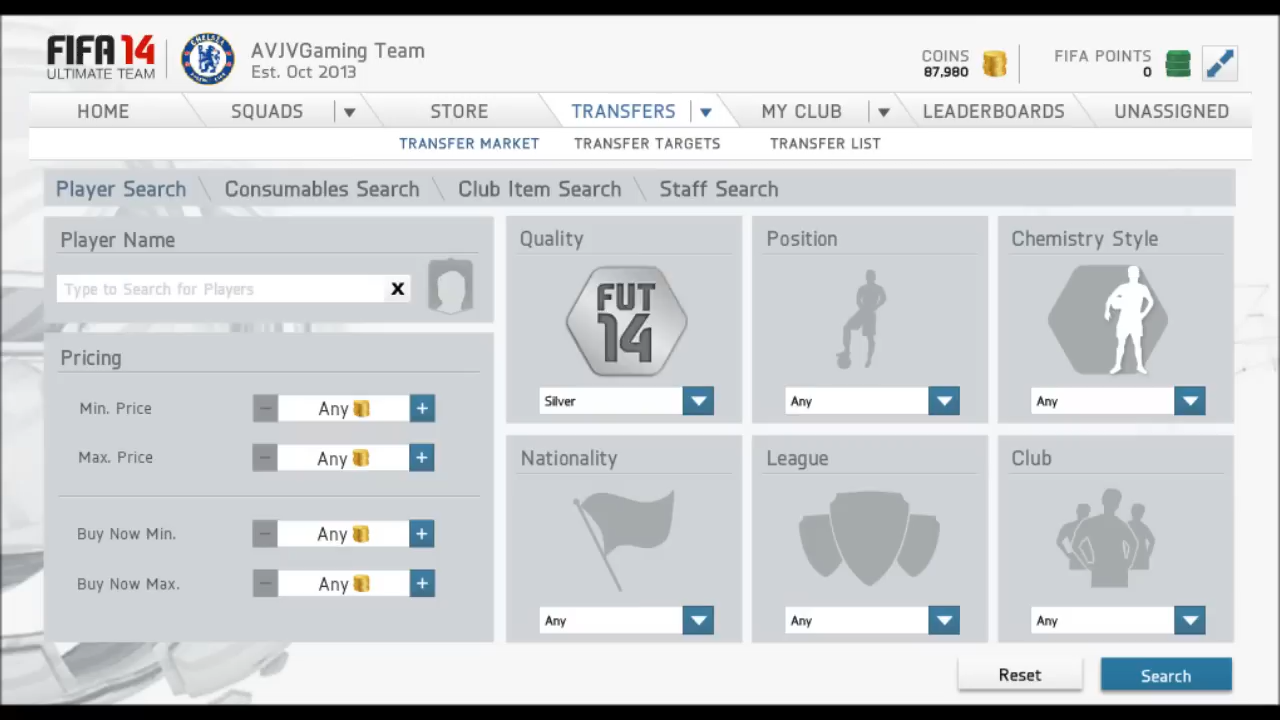 FIFA 14
ULTIMATE TEAM
CHELSEA
AVJVGaming Team
Est. Oct 2013
COINS
87,980
FIFA POINTS
0
HOME
SQUADS
STORE
TRANSFERS
MY CLUB
LEADERBOARDS
UNASSIGNED
TRANSFER MARKET
TRANSFER TARGETS
TRANSFER LIST
Player Search
Consumables Search
Club Item Search
Staff Search
Player Name
Type to Search for Players
X
Pricing
Min. Price
− Any +
Max. Price
− Any +
Buy Now Min.
− Any +
Buy Now Max.
− Any +
Quality
FUT
14
Silver
Position
Any
Chemistry Style
Any
Nationality
Any
League
Any
Club
Any
Reset
Search